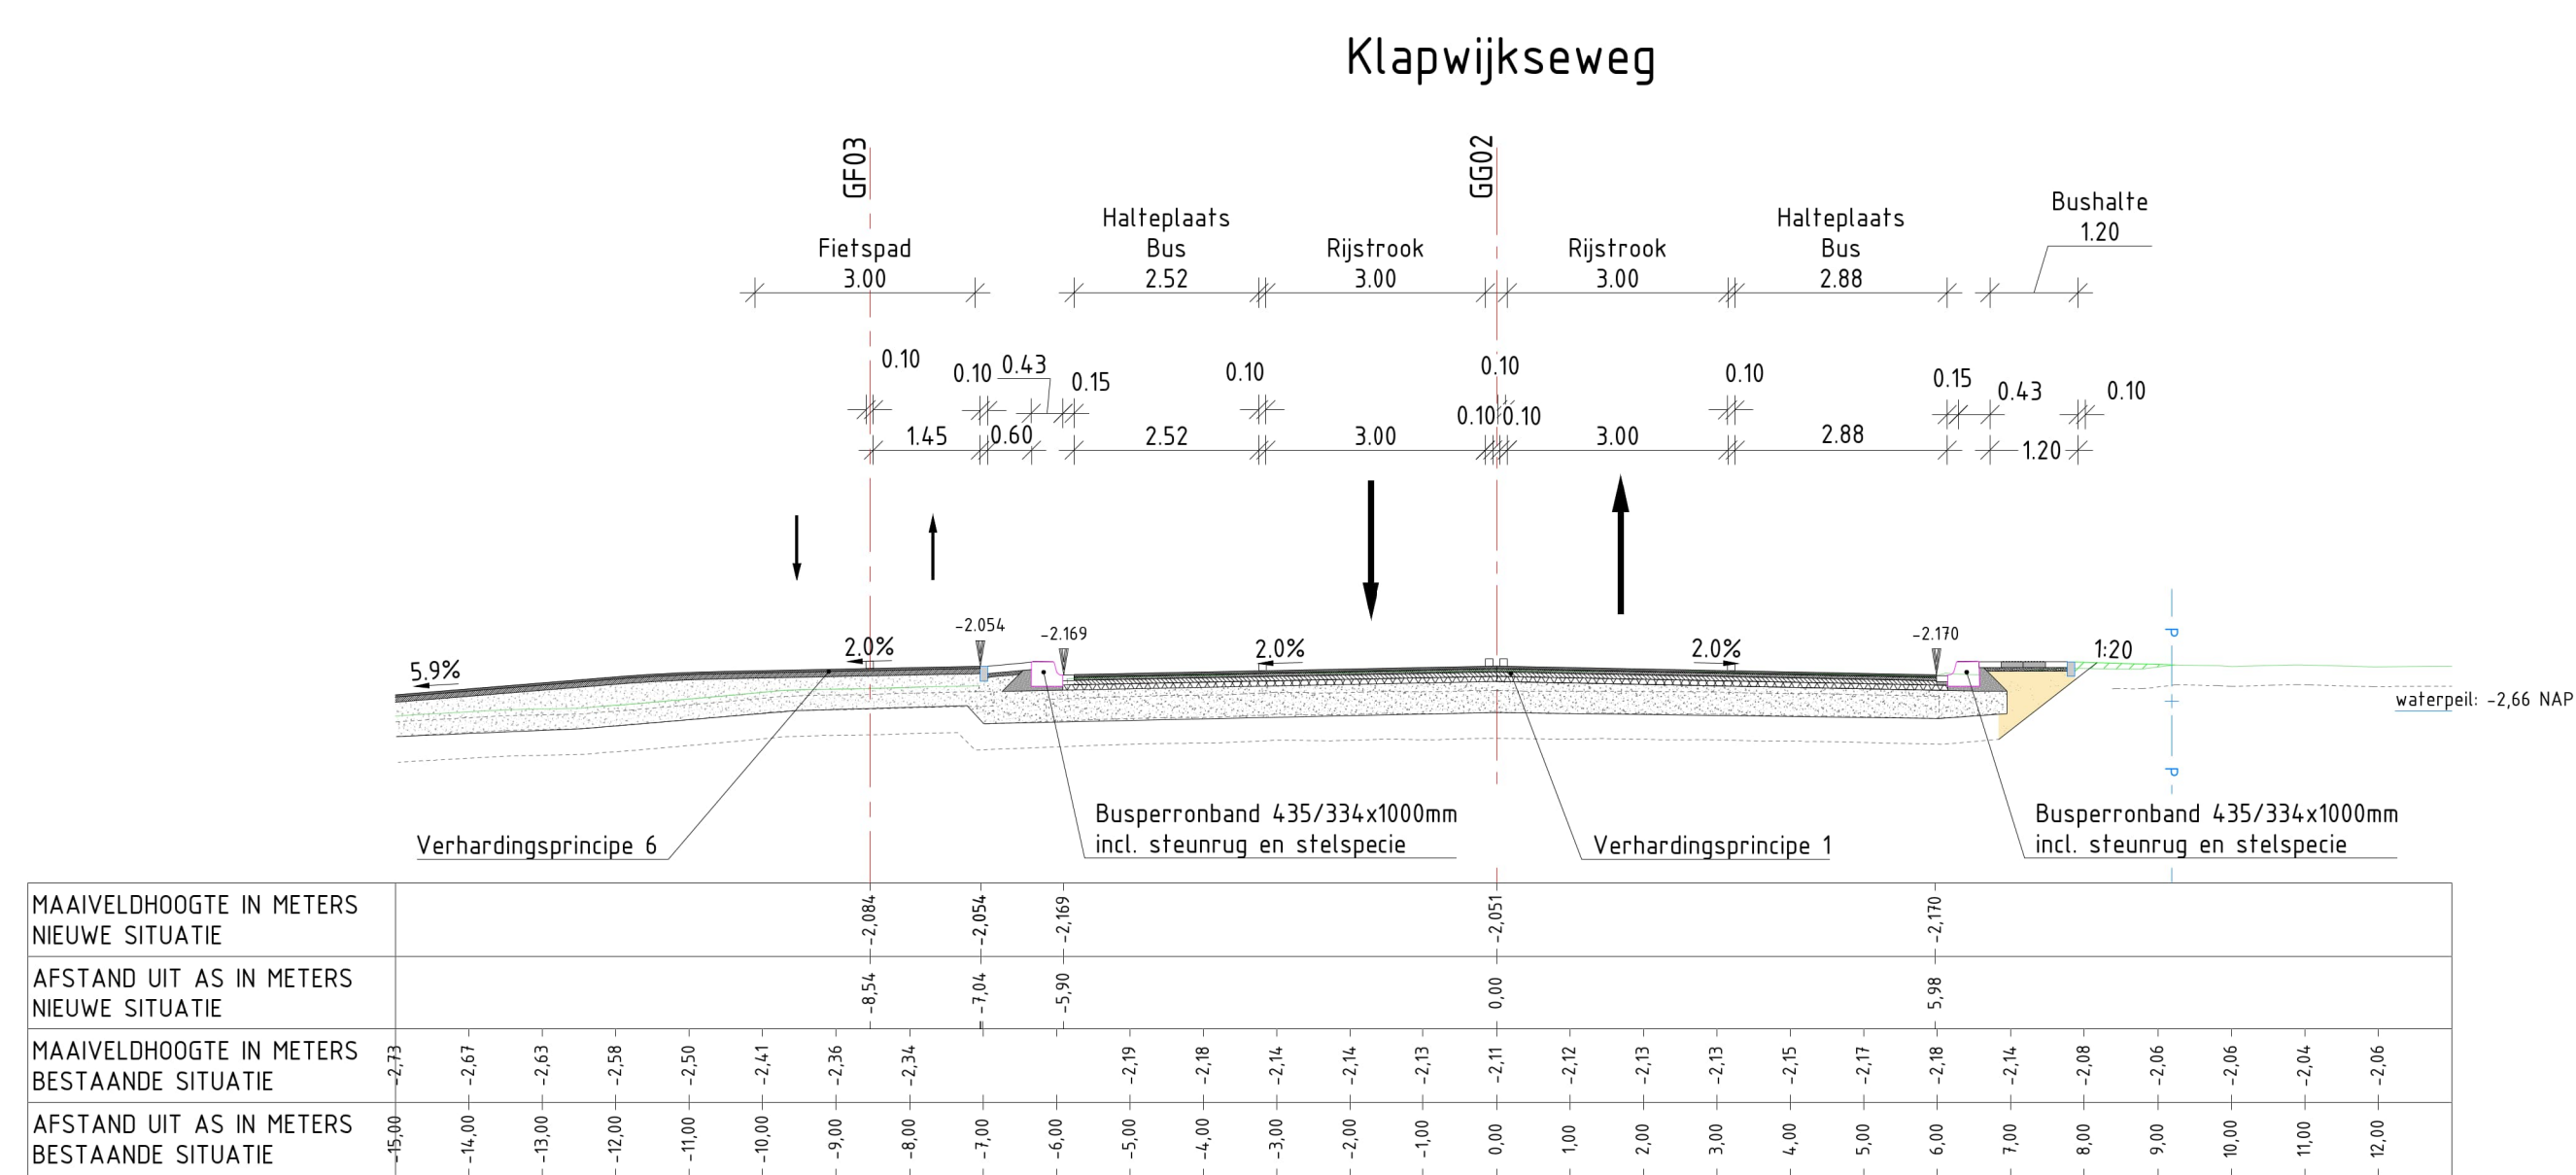 Klapwijkseweg
GF03
GG02
Bushalte
1.20
Halteplaats
Bus
2.52
Halteplaats
Bus
2.88
Fietspad
3.00
Rijstrook
3.00
Rijstrook
3.00
0.10 0.10 0.43 0.15 0.10 0.10 0.10 0.15 0.43 0.10
0.10 0.10
1.45 0.60 2.52 3.00 3.00 2.88 1.20
-2.054 -2.169 -2.170
5.9% 2.0% 2.0% 2.0% 1:20
P
waterpeil: -2,66 NAP
P
Busperronband 435/334x1000mm
incl. steunrug en stelspecie
Busperronband 435/334x1000mm
incl. steunrug en stelspecie
Verhardingsprincipe 6
Verhardingsprincipe 1
MAAIVELDHOOGTE IN METERS
NIEUWE SITUATIE
-2,084 -2,054 -2,169 -2,051 -2,170
AFSTAND UIT AS IN METERS
NIEUWE SITUATIE
-8,54 -7,04 -5,90 0,00 5,98
MAAIVELDHOOGTE IN METERS
BESTAANDE SITUATIE
-2,73 -2,67 -2,63 -2,58 -2,50 -2,41 -2,36 -2,34 -2,19 -2,18 -2,14 -2,14 -2,13 -2,11 -2,12 -2,13 -2,13 -2,15 -2,17 -2,18 -2,14 -2,08 -2,06 -2,06 -2,04 -2,06
AFSTAND UIT AS IN METERS
BESTAANDE SITUATIE
-15,00 -14,00 -13,00 -12,00 -11,00 -10,00 -9,00 -8,00 -7,00 -6,00 -5,00 -4,00 -3,00 -2,00 -1,00 0,00 1,00 2,00 3,00 4,00 5,00 6,00 7,00 8,00 9,00 10,00 11,00 12,00